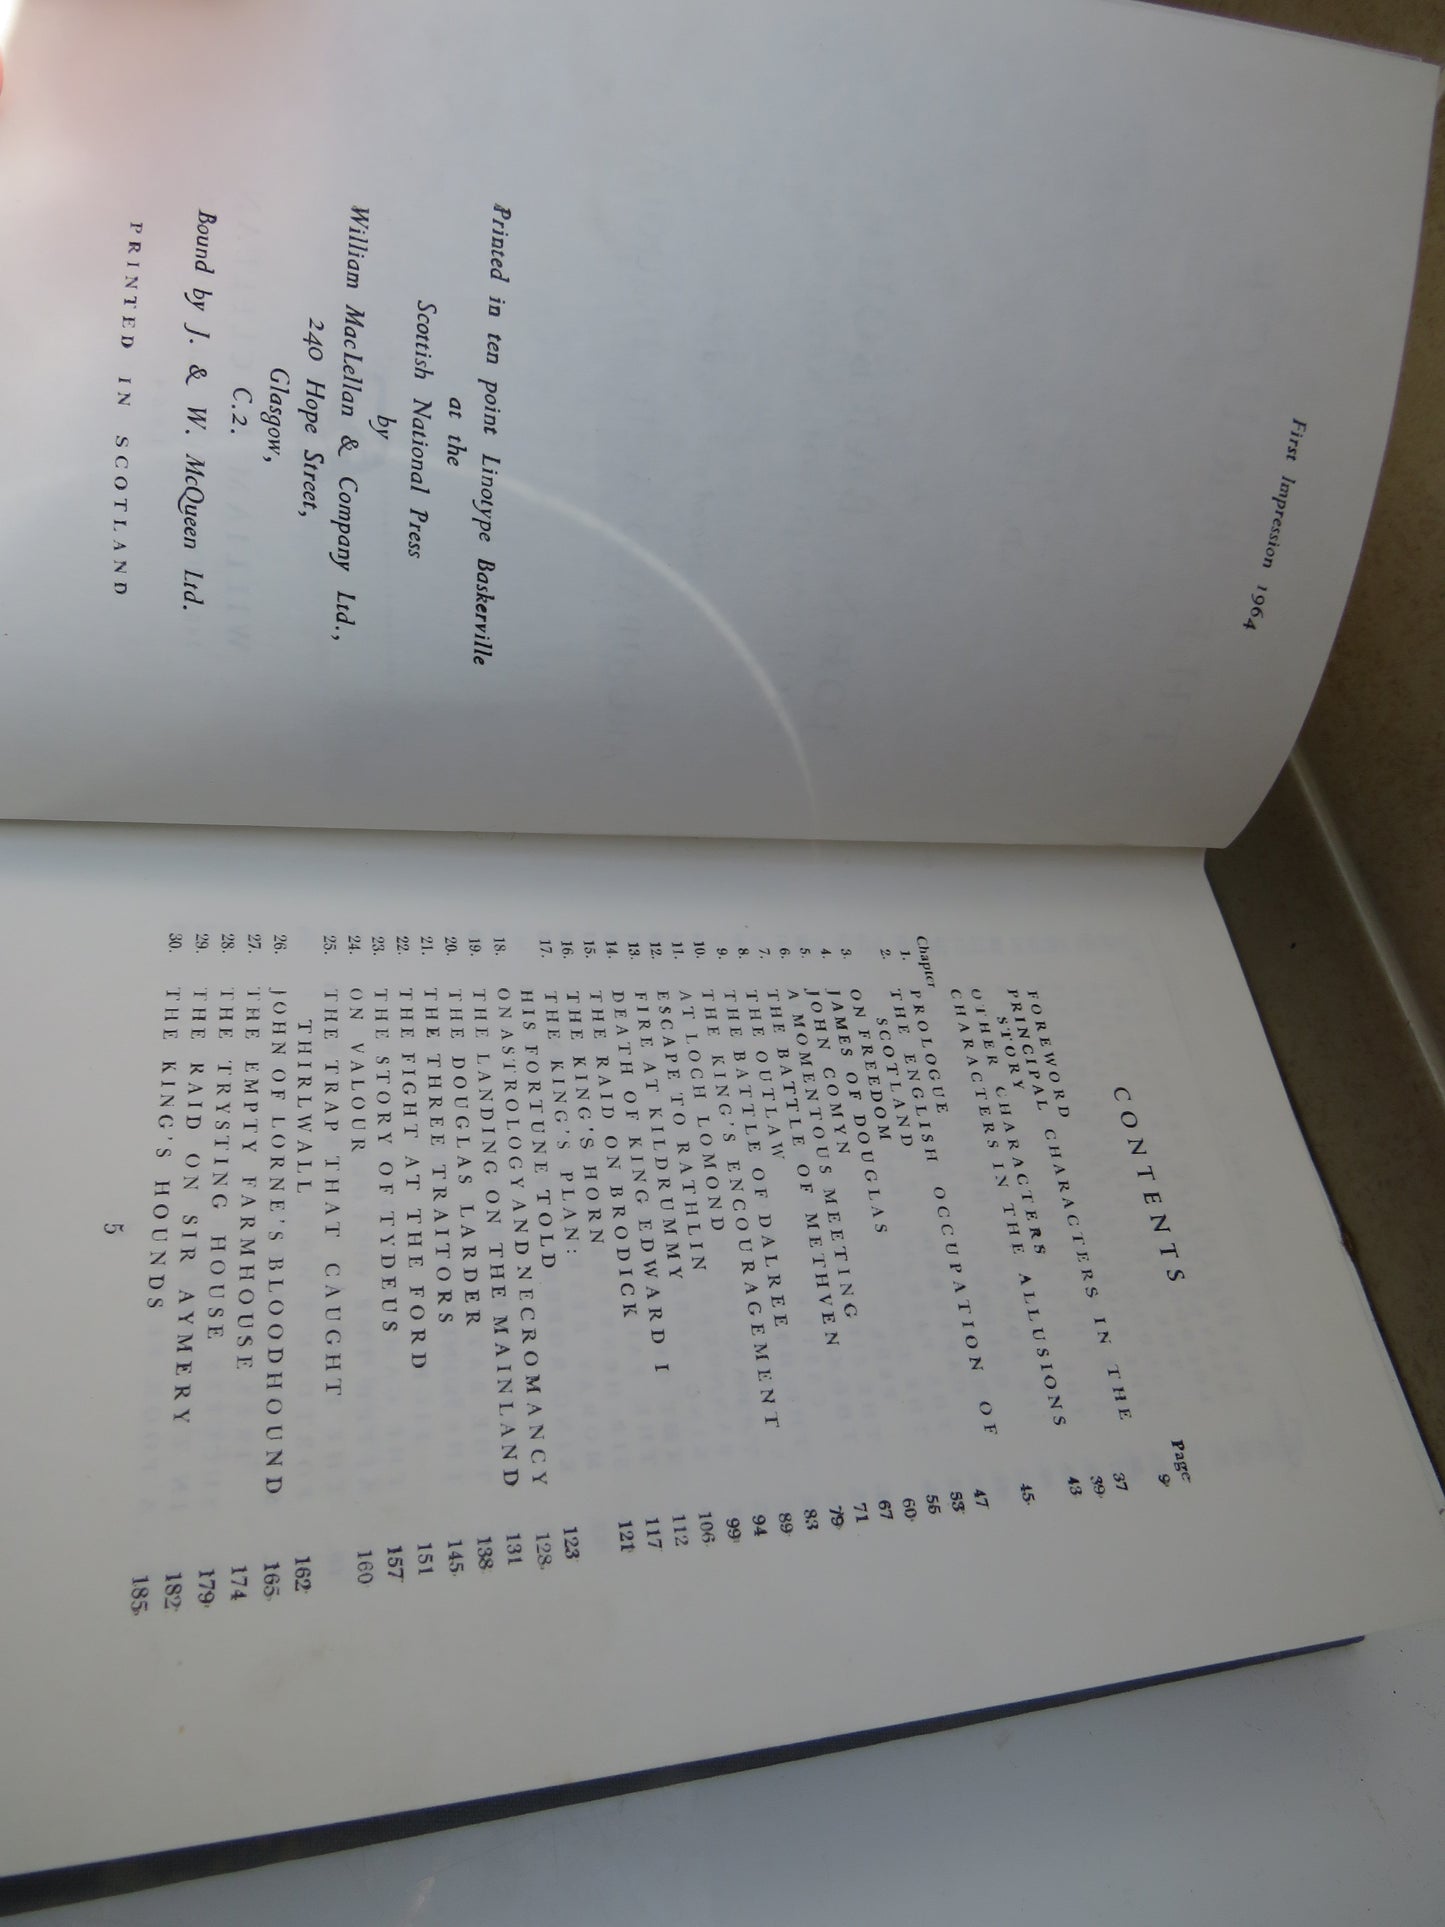 First Impression 1964
Printed in ten point Linotype Baskerville
at the
Scottish National Press
by
William MacLellan & Company Ltd.,
240 Hope Street,
Glasgow,
C.2.
Bound by J. & W. McQueen Ltd.
PRINTED IN SCOTLAND
CONTENTS
Page
FOREWORD 9
PRINCIPAL CHARACTERS IN THE
STORY 37
OTHER CHARACTERS 39
CHARACTERS IN THE ALLUSIONS 43
Chapter
1. PROLOGUE 45
2. THE ENGLISH OCCUPATION OF
SCOTLAND 47
3. ON FREEDOM 53
4. JAMES OF DOUGLAS 55
5. JOHN COMYN 60
6. A MOMENTOUS MEETING 67
7. THE BATTLE OF METHVEN 71
8. THE OUTLAW 79
9. THE BATTLE OF DALREE 83
10. THE KING'S ENCOURAGEMENT 89
11. AT LOCH LOMOND 94
12. ESCAPE TO RATHLIN 99
13. FIRE AT KILDRUMMY 106
14. DEATH OF KING EDWARD I 112
15. THE RAID ON BRODICK 117
16. THE KING'S HORN 121
17. THE KING'S PLAN:
HIS FORTUNE TOLD 123
18. ON ASTROLOGY AND NECROMANCY 128
19. THE LANDING ON THE MAINLAND 131
20. THE DOUGLAS LARDER 138
21. THE THREE TRAITORS 145
22. THE FIGHT AT THE FORD 151
23. THE STORY OF TYDEUS 157
24. ON VALOUR 160
25. THE TRAP THAT CAUGHT
THIRLWALL 162
26. JOHN OF LORNE'S BLOODHOUND 165
27. THE EMPTY FARMHOUSE 174
28. THE TRYSTING HOUSE 179
29. THE RAID ON SIR AYMERY 182
30. THE KING'S HOUNDS 185
5